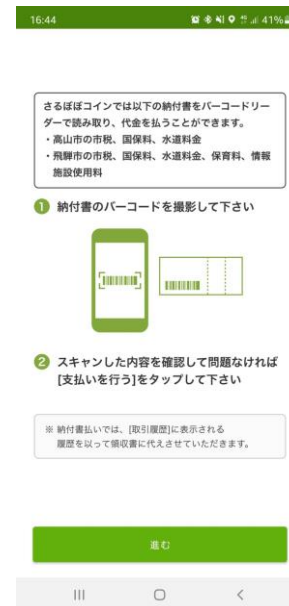 16:44
41%
さるぼぼコインでは以下の納付書をバーコードリー
ダーで読み取り、代金を払うことができます。
・高山市の市税、国保料、水道料金
・飛騨市の市税、国保料、水道料金、保育料、情報
施設使用料
1 納付書のバーコードを撮影して下さい
2 スキャンした内容を確認して問題なければ
[支払いを行う]をタップして下さい
※ 納付書払いでは、[取引履歴]に表示される
履歴を以って領収書に代えさせていただきます。
進む